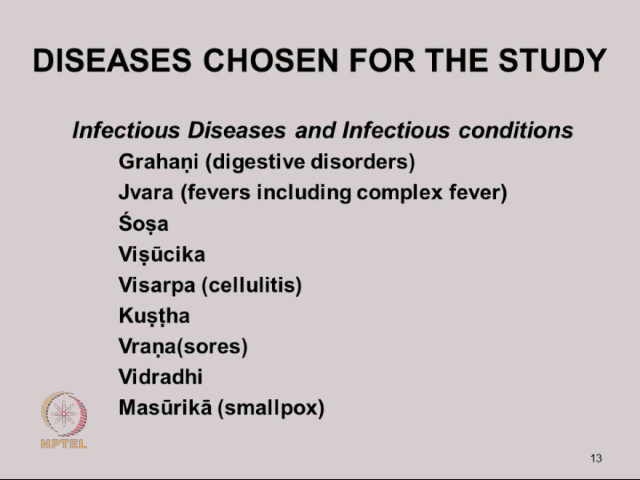 DISEASES CHOSEN FOR THE STUDY
Infectious Diseases and Infectious conditions
Grahaṇi (digestive disorders)
Jvara (fevers including complex fever)
Śoṣa
Viṣūcika
Visarpa (cellulitis)
Kuṣṭha
Vraṇa(sores)
Vidradhi
Masūrikā (smallpox)
NPTEL
13